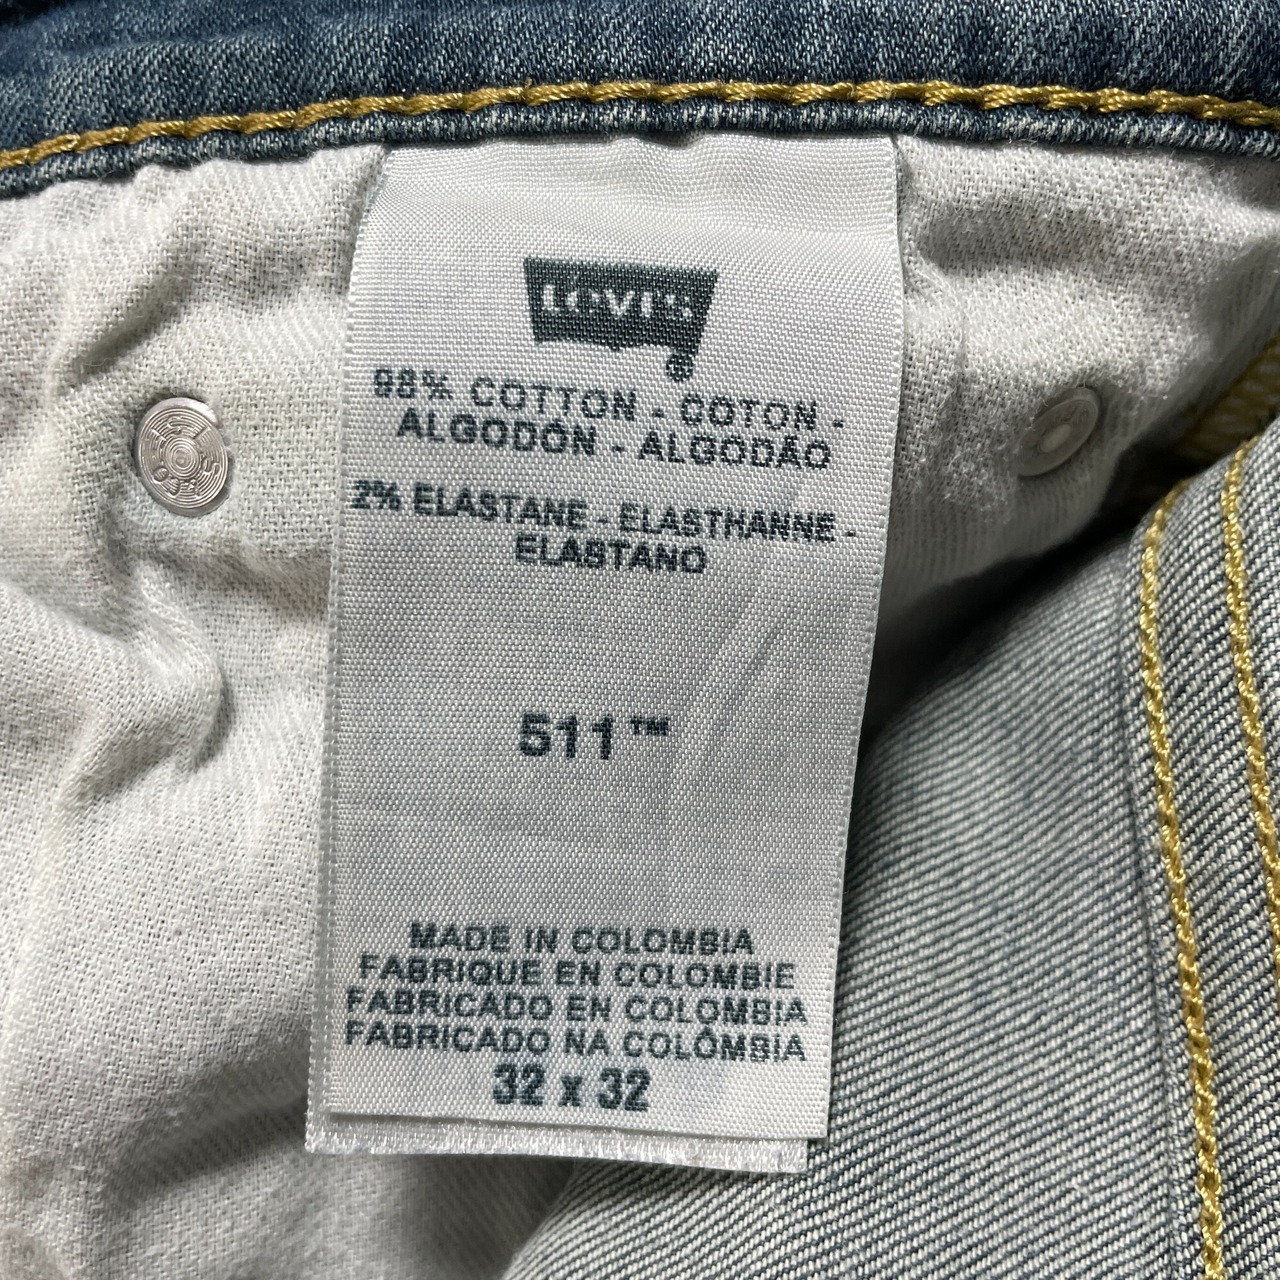 Levi's
®
98% COTTON - COTON -
ALGODÓN - ALGODÃO
2% ELASTANE - ELASTHANNE -
ELASTANO
511™
MADE IN COLOMBIA
FABRIQUE EN COLOMBIE
FABRICADO EN COLOMBIA
FABRICADO NA COLÔMBIA
32 x 32